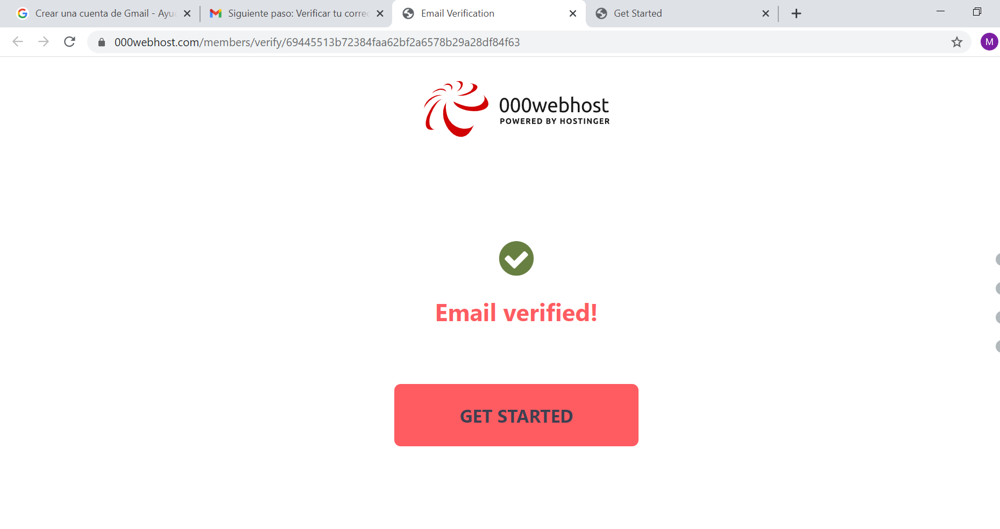 Crear una cuenta de Gmail - Ayu
Siguiente paso: Verificar tu correo
Email Verification
Get Started
000webhost.com/members/verify/69445513b72384faa62bf2a6578b29a28df84f63
M
000webhost
POWERED BY HOSTINGER
Email verified!
GET STARTED